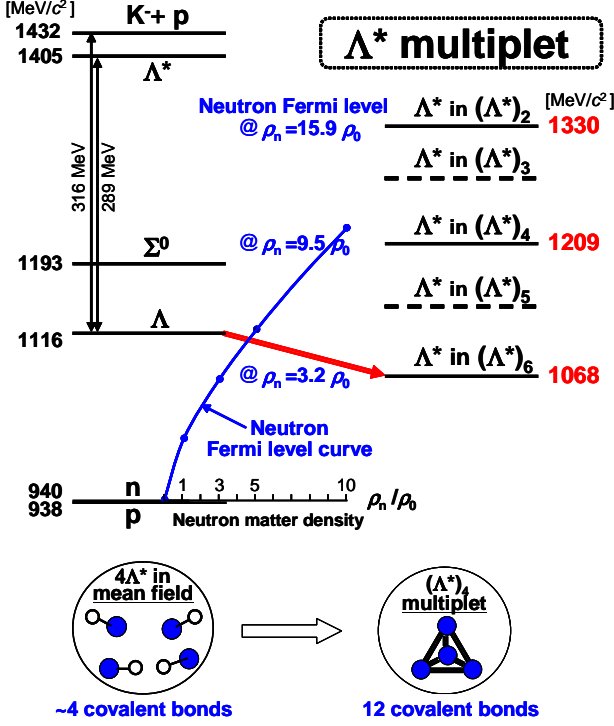 [MeV/c²]
1432
K⁻+ p
1405
Λ*
Λ* multiplet
316 MeV
289 MeV
Neutron Fermi level
@ ρn =15.9 ρ0
[MeV/c²]
Λ* in (Λ*)2
1330
Λ* in (Λ*)3
@ ρn =9.5 ρ0
Λ* in (Λ*)4
1209
1193
Σ⁰
Λ* in (Λ*)5
Λ
1116
@ ρn =3.2 ρ0
Λ* in (Λ*)6
1068
Neutron
Fermi level curve
940
n
938
p
1 3 5 10
ρn /ρ0
Neutron matter density
4Λ* in
mean field
(Λ*)4
multiplet
~4 covalent bonds
12 covalent bonds